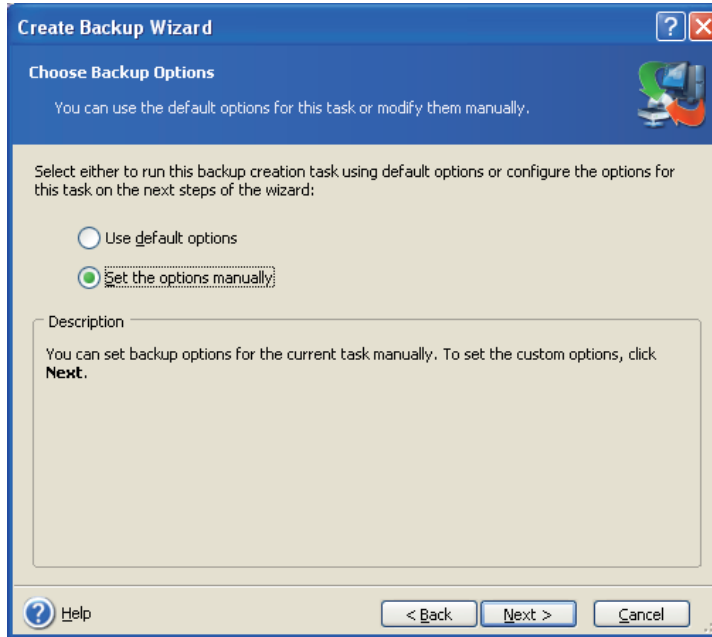 Create Backup Wizard
Choose Backup Options
You can use the default options for this task or modify them manually.
Select either to run this backup creation task using default options or configure the options for
this task on the next steps of the wizard:
Use default options
Set the options manually
Description
You can set backup options for the current task manually. To set the custom options, click
Next.
Help
< Back
Next >
Cancel